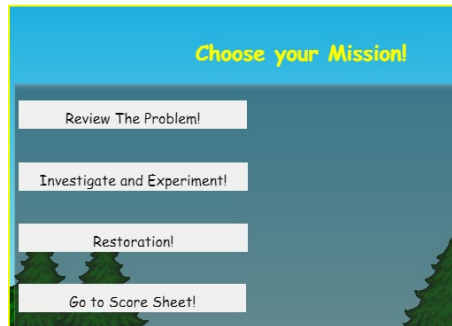 Choose your Mission!
Review The Problem!
Investigate and Experiment!
Restoration!
Go to Score Sheet!